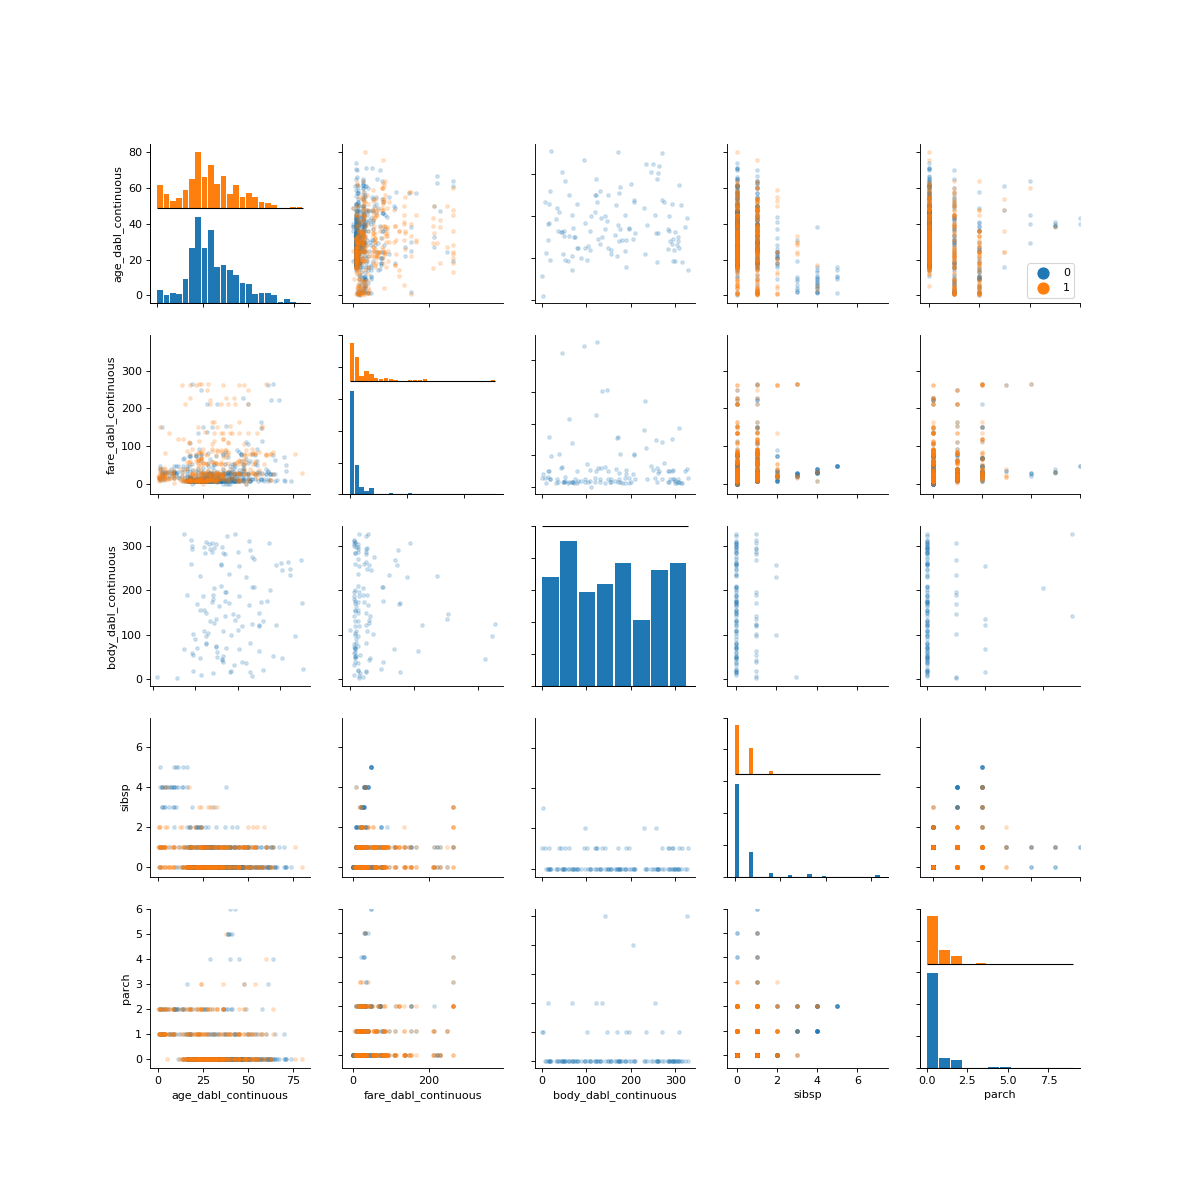 80
60
40
20
0
age_dabl_continuous
0
1
300
200
100
0
fare_dabl_continuous
300
200
100
0
body_dabl_continuous
6
4
2
0
sibsp
6
5
4
3
2
1
0
parch
0 25 50 75
0 200
0 100 200 300
0 2 4 6
0.0 2.5 5.0 7.5
age_dabl_continuous
fare_dabl_continuous
body_dabl_continuous
sibsp
parch